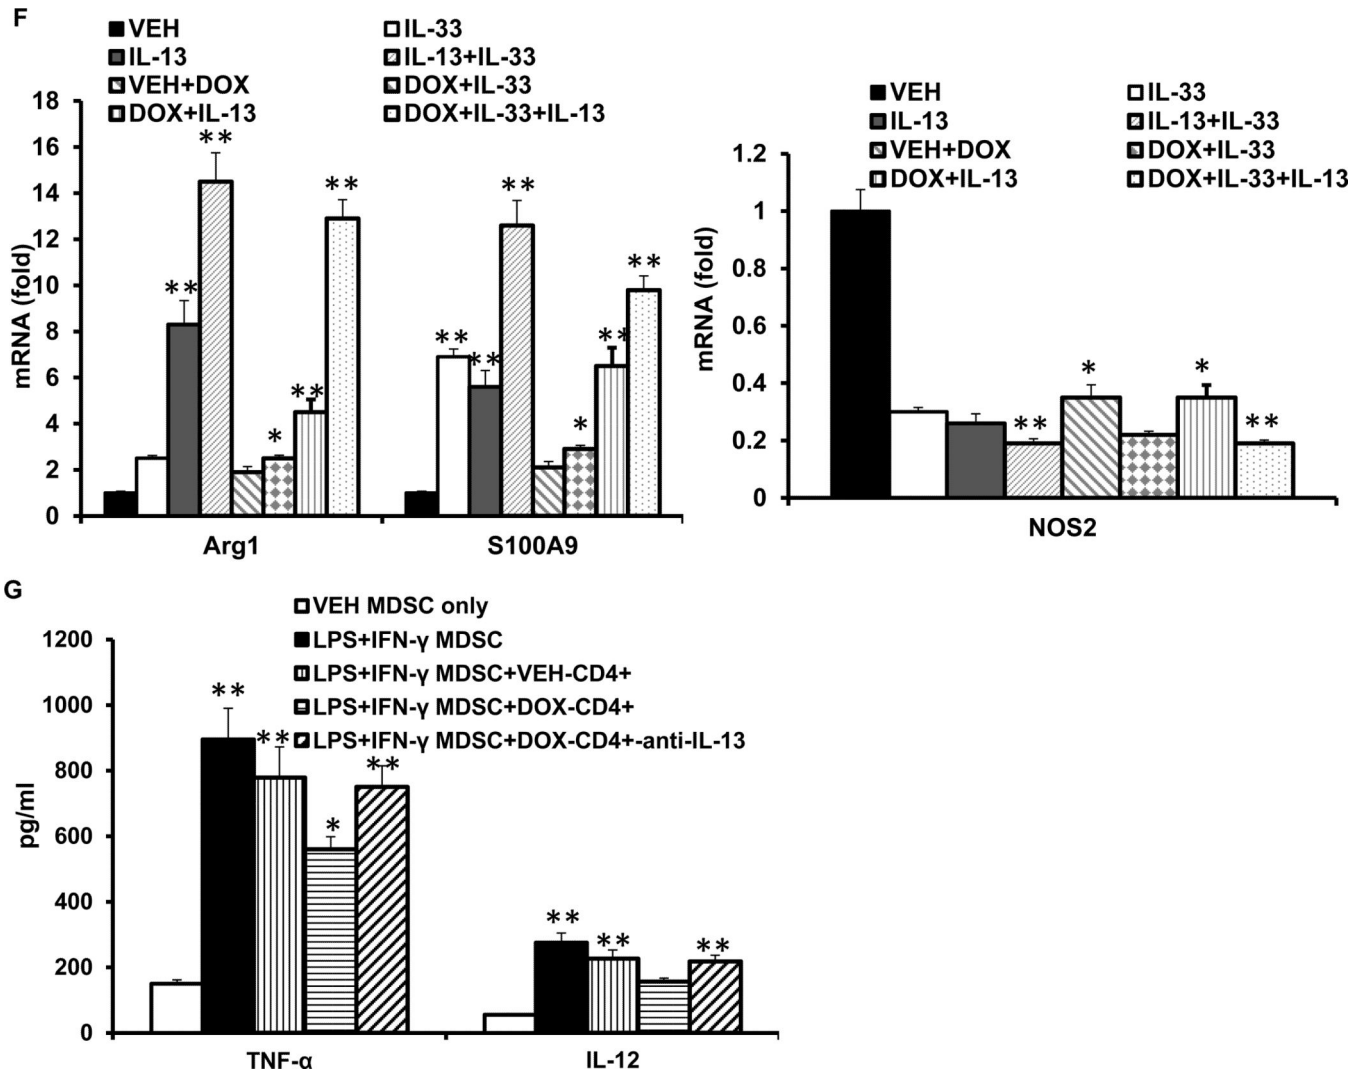 F
VEH
IL-33
IL-13
IL-13+IL-33
VEH+DOX
DOX+IL-33
DOX+IL-13
DOX+IL-33+IL-13
18
16
14
12
10
8
6
4
2
0
mRNA (fold)
**
**
**
*
**
**
**
**
**
*
**
**
Arg1
S100A9
VEH
IL-33
IL-13
IL-13+IL-33
VEH+DOX
DOX+IL-33
DOX+IL-13
DOX+IL-33+IL-13
1.2
1
0.8
0.6
0.4
0.2
0
mRNA (fold)
**
*
*
**
NOS2
G
VEH MDSC only
LPS+IFN-γ MDSC
LPS+IFN-γ MDSC+VEH-CD4+
LPS+IFN-γ MDSC+DOX-CD4+
LPS+IFN-γ MDSC+DOX-CD4+-anti-IL-13
1200
1000
800
600
400
200
0
pg/ml
**
**
*
**
**
**
**
TNF-α
IL-12